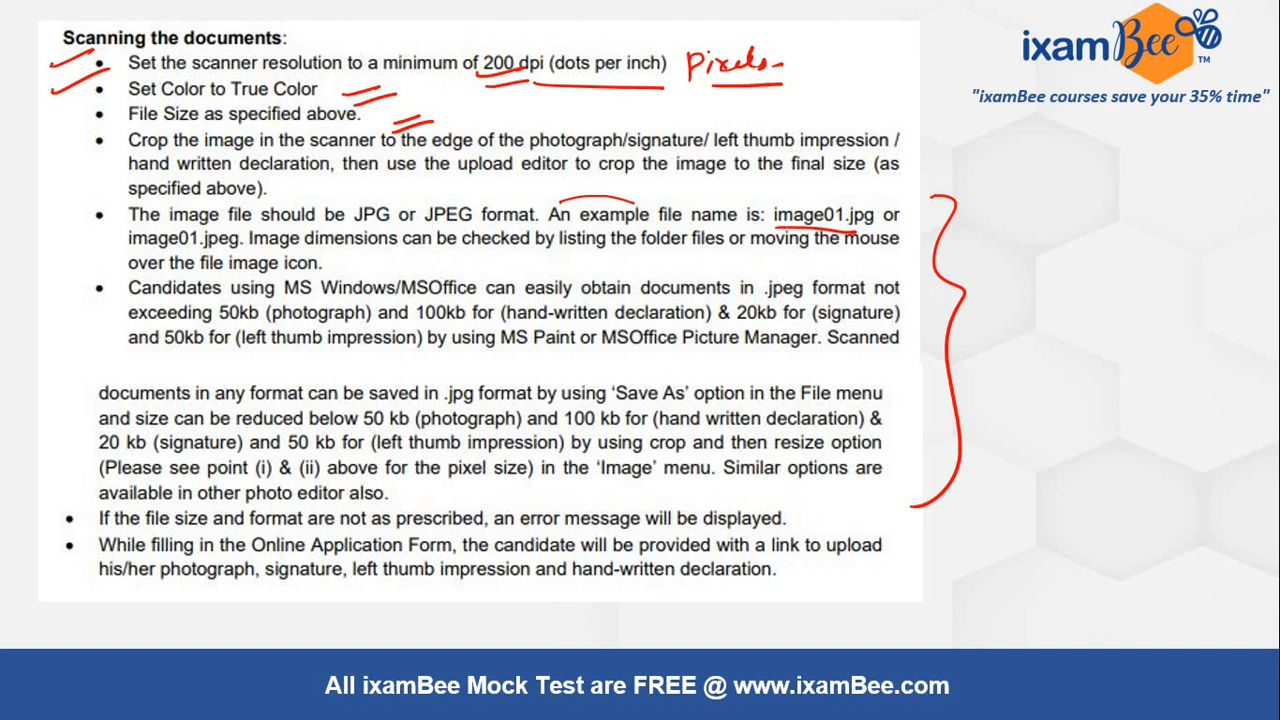 Scanning the documents:
• Set the scanner resolution to a minimum of 200 dpi (dots per inch) Pixels-
• Set Color to True Color
• File Size as specified above.
• Crop the image in the scanner to the edge of the photograph/signature/ left thumb impression /
hand written declaration, then use the upload editor to crop the image to the final size (as
specified above).
• The image file should be JPG or JPEG format. An example file name is: image01.jpg or
image01.jpeg. Image dimensions can be checked by listing the folder files or moving the mouse
over the file image icon.
• Candidates using MS Windows/MSOffice can easily obtain documents in .jpeg format not
exceeding 50kb (photograph) and 100kb for (hand-written declaration) & 20kb for (signature)
and 50kb for (left thumb impression) by using MS Paint or MSOffice Picture Manager. Scanned
documents in any format can be saved in .jpg format by using ‘Save As’ option in the File menu
and size can be reduced below 50 kb (photograph) and 100 kb for (hand written declaration) &
20 kb (signature) and 50 kb for (left thumb impression) by using crop and then resize option
(Please see point (i) & (ii) above for the pixel size) in the ‘Image’ menu. Similar options are
available in other photo editor also.
• If the file size and format are not as prescribed, an error message will be displayed.
• While filling in the Online Application Form, the candidate will be provided with a link to upload
his/her photograph, signature, left thumb impression and hand-written declaration.
ixamBee TM
"ixamBee courses save your 35% time"
All ixamBee Mock Test are FREE @ www.ixamBee.com